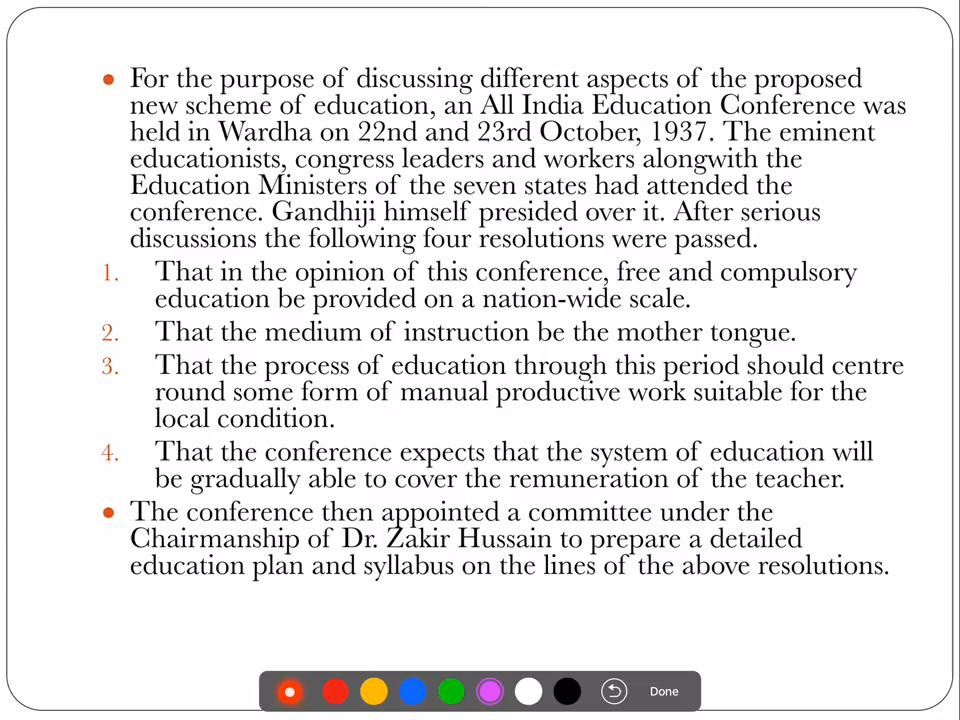 ● For the purpose of discussing different aspects of the proposed
new scheme of education, an All India Education Conference was
held in Wardha on 22nd and 23rd October, 1937. The eminent
educationists, congress leaders and workers alongwith the
Education Ministers of the seven states had attended the
conference. Gandhiji himself presided over it. After serious
discussions the following four resolutions were passed.
1. That in the opinion of this conference, free and compulsory
education be provided on a nation-wide scale.
2. That the medium of instruction be the mother tongue.
3. That the process of education through this period should centre
round some form of manual productive work suitable for the
local condition.
4. That the conference expects that the system of education will
be gradually able to cover the remuneration of the teacher.
● The conference then appointed a committee under the
Chairmanship of Dr. Zakir Hussain to prepare a detailed
education plan and syllabus on the lines of the above resolutions.
Done